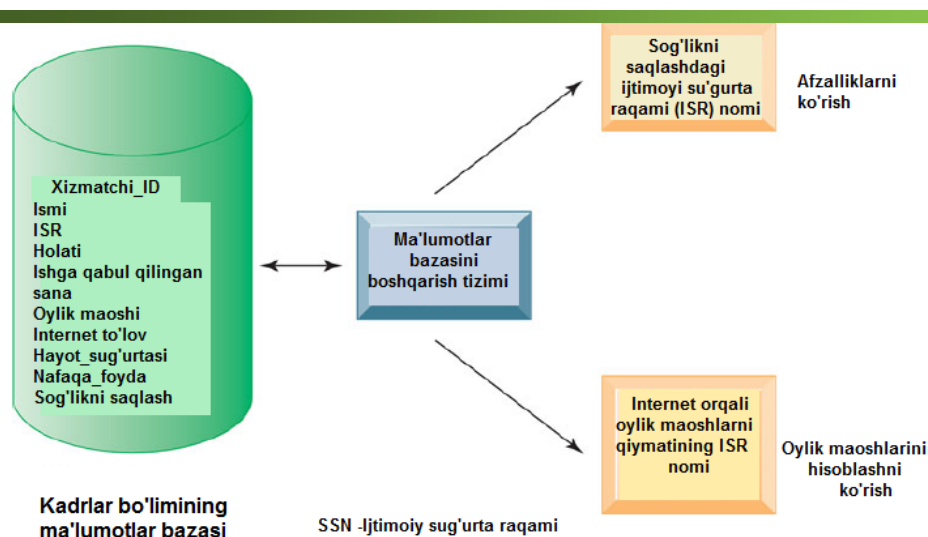 Xizmatchi_ID
Ismi
ISR
Holati
Ishga qabul qilingan
sana
Oylik maoshi
Internet to'lov
Hayot_sug'urtasi
Nafaqa_foyda
Sog'likni saqlash
Kadrlar bo'limining
ma'lumotlar bazasi
Ma'lumotlar
bazasini
boshqarish tizimi
Sog'likni
saqlashdagi
ijtimoyi su'gurta
raqami (ISR) nomi
Afzalliklarni
ko'rish
Internet orqali
oylik maoshlarni
qiymatining ISR
nomi
Oylik maoshlarini
hisoblashni
ko'rish
SSN -Ijtimoiy sug'urta raqami